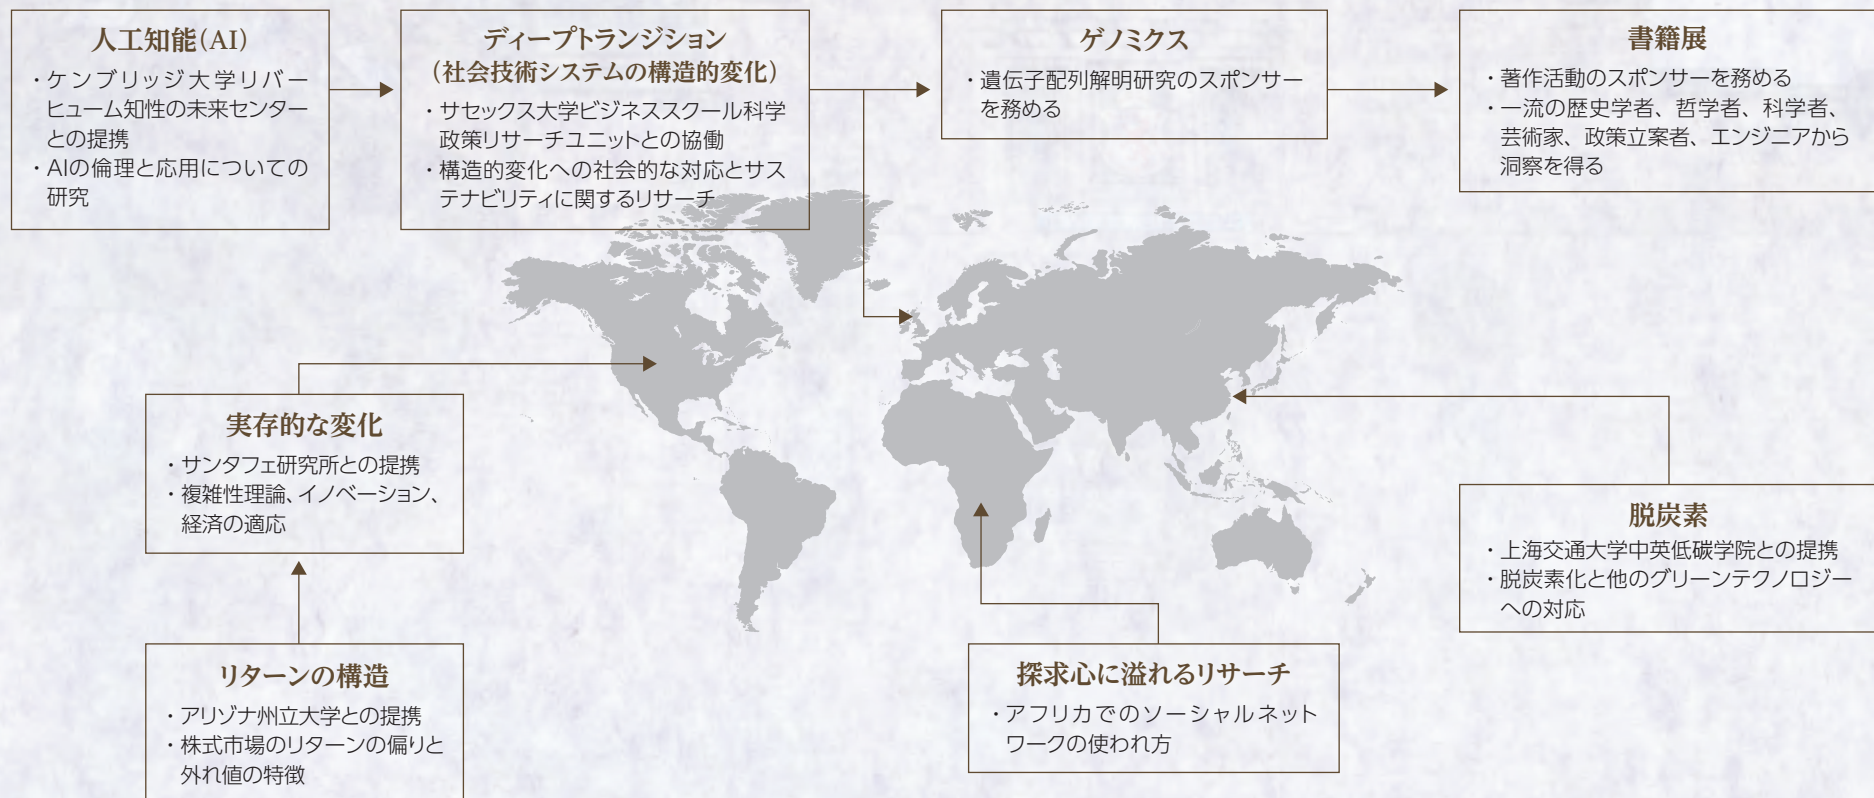 人工知能(AI)
・ケンブリッジ大学リバー
ヒューム知性の未来センター
との提携
・AIの倫理と応用についての
研究
ディープトランジション
(社会技術システムの構造的変化)
・サセックス大学ビジネススクール科学
政策リサーチユニットとの協働
・構造的変化への社会的な対応とサス
テナビリティに関するリサーチ
ゲノミクス
・遺伝子配列解明研究のスポンサー
を務める
書籍展
・著作活動のスポンサーを務める
・一流の歴史学者、哲学者、科学者、
芸術家、政策立案者、エンジニアから
洞察を得る
実存的な変化
・サンタフェ研究所との提携
・複雑性理論、イノベーション、
経済の適応
脱炭素
・上海交通大学中英低碳学院との提携
・脱炭素化と他のグリーンテクノロジー
への対応
リターンの構造
・アリゾナ州立大学との提携
・株式市場のリターンの偏りと
外れ値の特徴
探求心に溢れるリサーチ
・アフリカでのソーシャルネット
ワークの使われ方